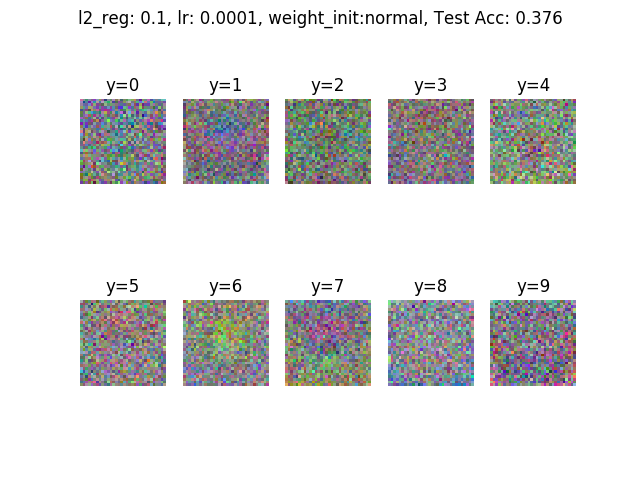 l2_reg: 0.1, lr: 0.0001, weight_init:normal, Test Acc: 0.376
y=0 y=1 y=2 y=3 y=4
y=5 y=6 y=7 y=8 y=9